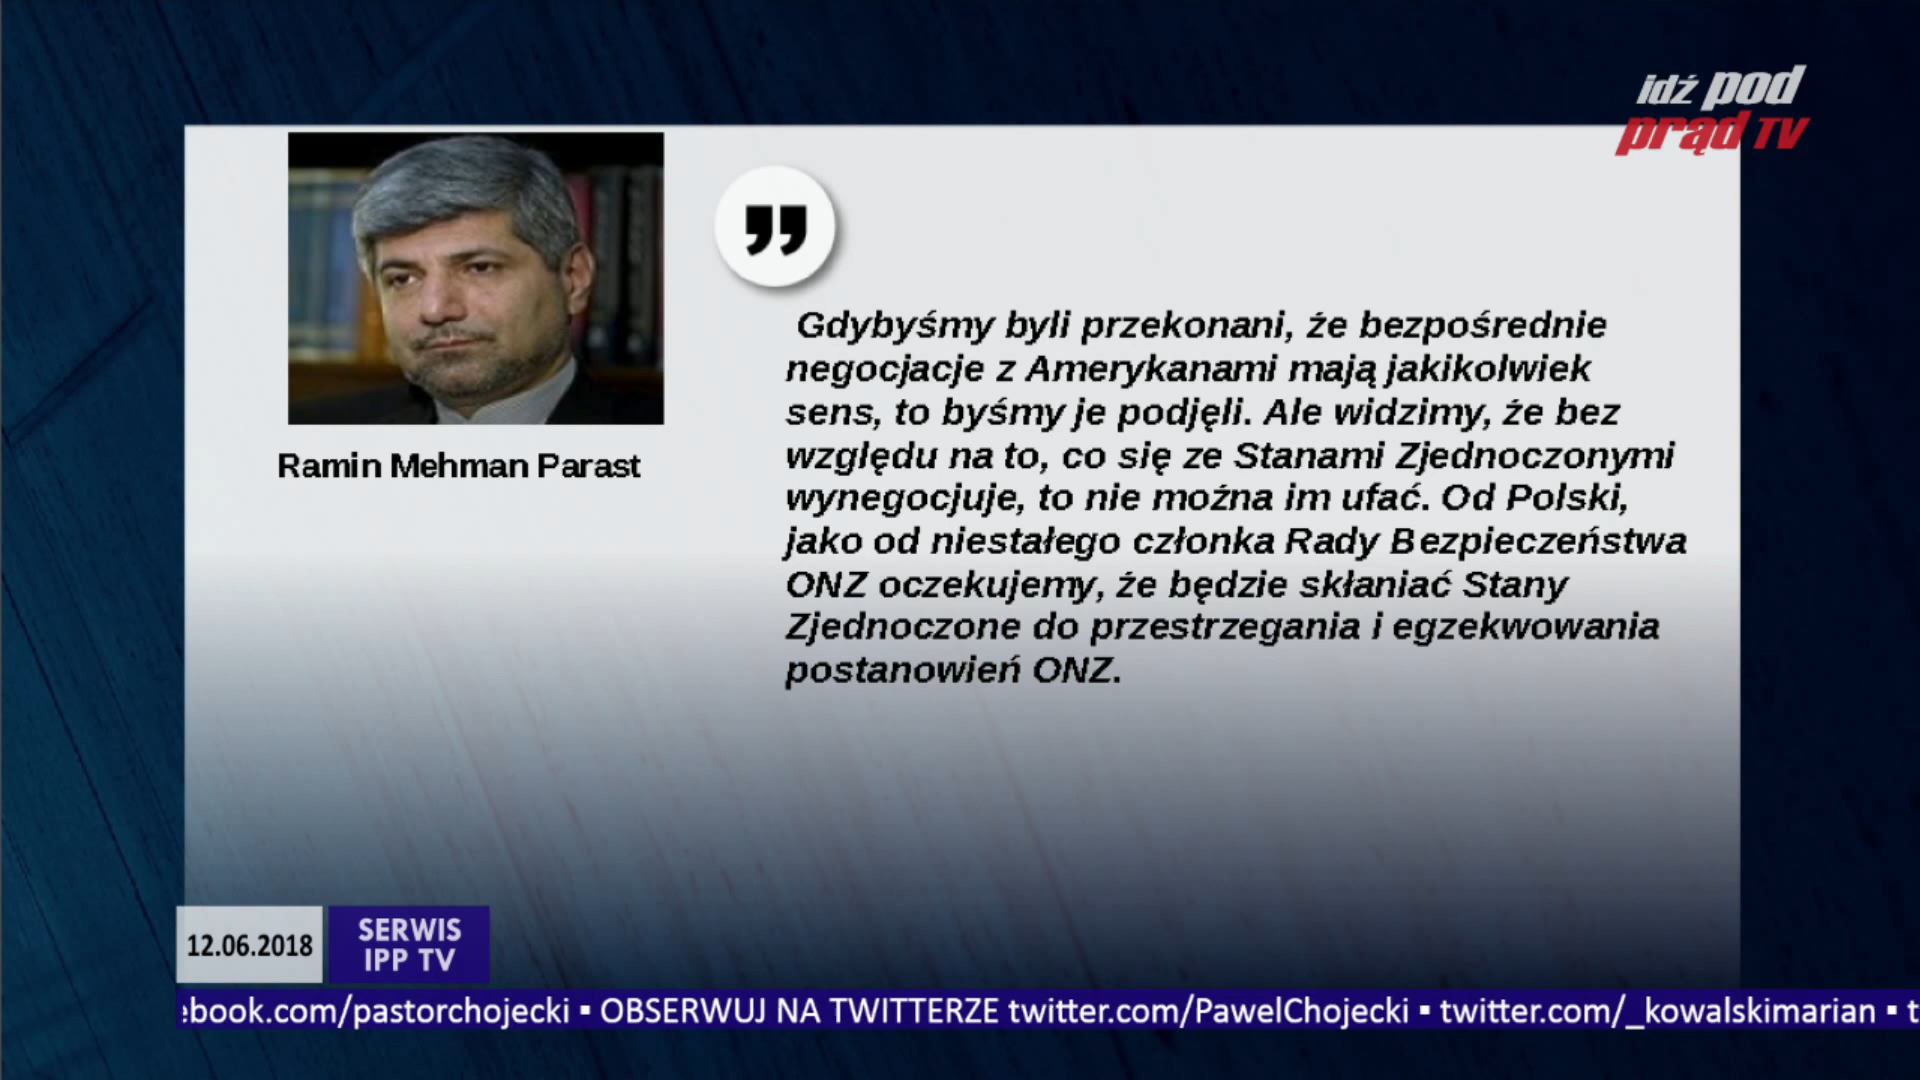 idź pod
prąd TV
”
Gdybyśmy byli przekonani, że bezpośrednie
negocjacje z Amerykanami mają jakikolwiek
sens, to byśmy je podjęli. Ale widzimy, że bez
względu na to, co się ze Stanami Zjednoczonymi
wynegocjuje, to nie można im ufać. Od Polski,
jako od niestałego członka Rady Bezpieczeństwa
ONZ oczekujemy, że będzie skłaniać Stany
Zjednoczone do przestrzegania i egzekwowania
postanowień ONZ.
Ramin Mehman Parast
12.06.2018
SERWIS
IPP TV
ebook.com/pastorchojecki ▪ OBSERWUJ NA TWITTERZE twitter.com/PawelChojecki ▪ twitter.com/_kowalskimarian ▪ t